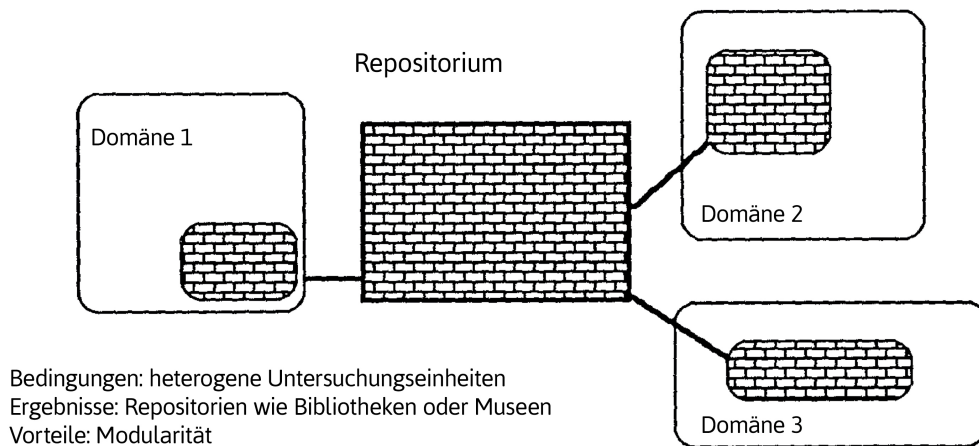 Repositorium
Domäne 1
Domäne 2
Domäne 3
Bedingungen: heterogene Untersuchungseinheiten
Ergebnisse: Repositorien wie Bibliotheken oder Museen
Vorteile: Modularität